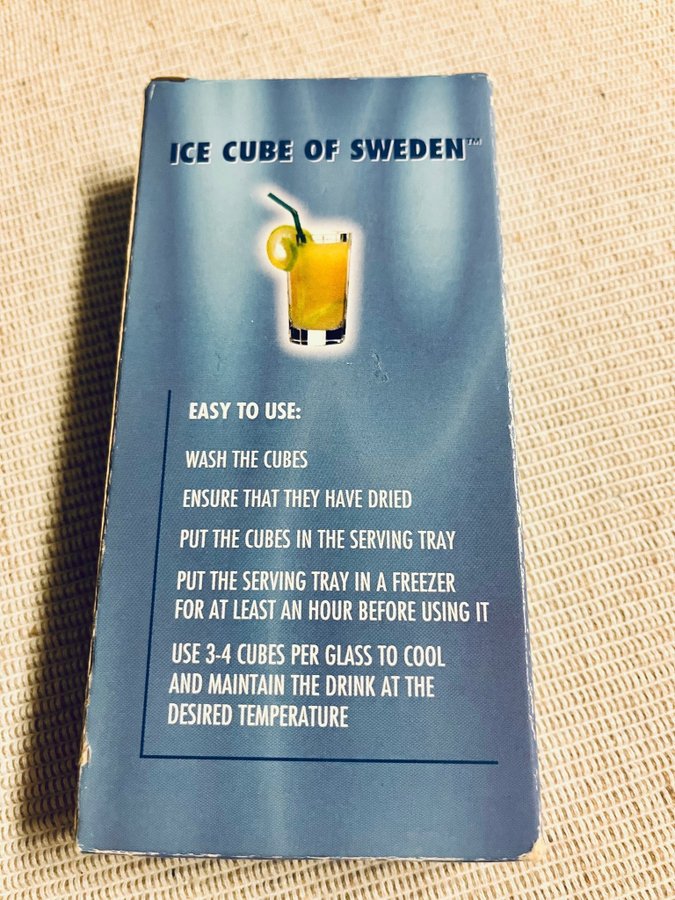 ICE CUBE OF SWEDEN™
EASY TO USE:
WASH THE CUBES
ENSURE THAT THEY HAVE DRIED
PUT THE CUBES IN THE SERVING TRAY
PUT THE SERVING TRAY IN A FREEZER
FOR AT LEAST AN HOUR BEFORE USING IT
USE 3-4 CUBES PER GLASS TO COOL
AND MAINTAIN THE DRINK AT THE
DESIRED TEMPERATURE